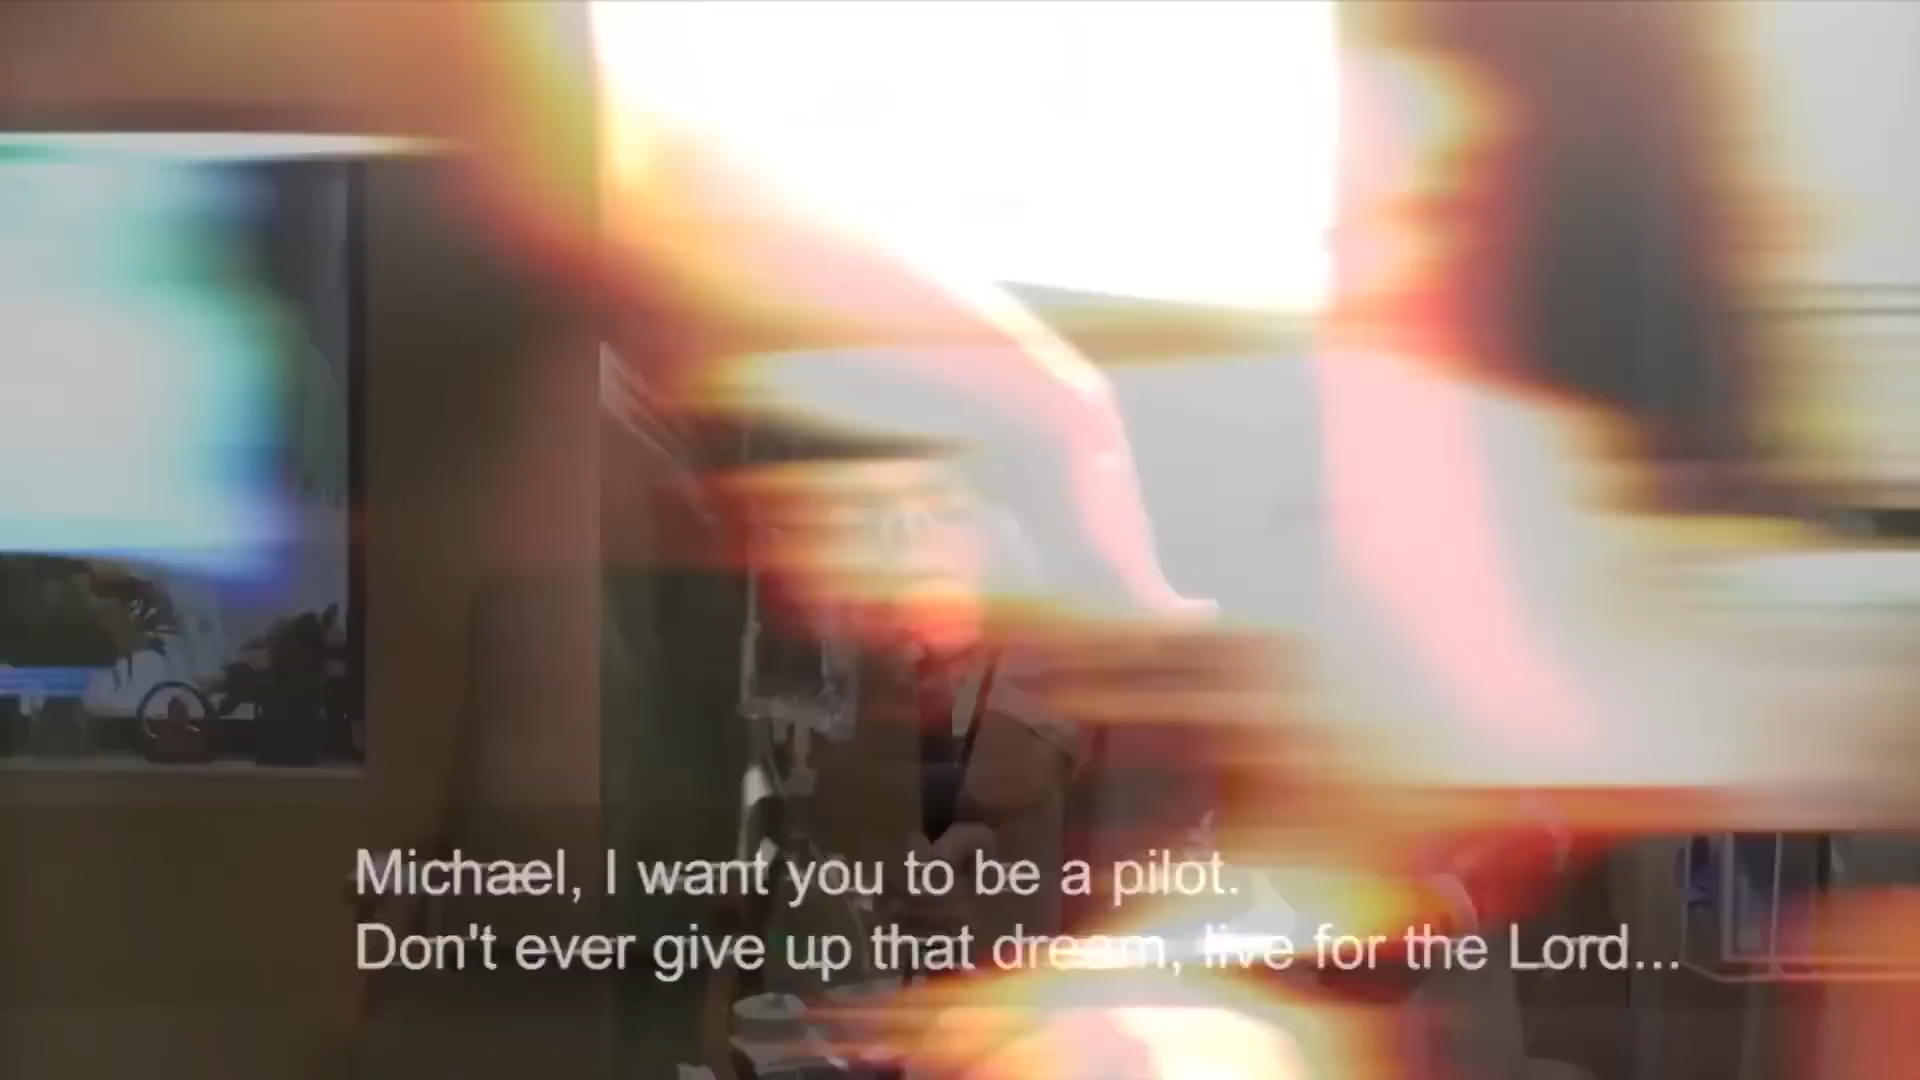 Michael, I want you to be a pilot.
Don't ever give up that dream, live for the Lord...